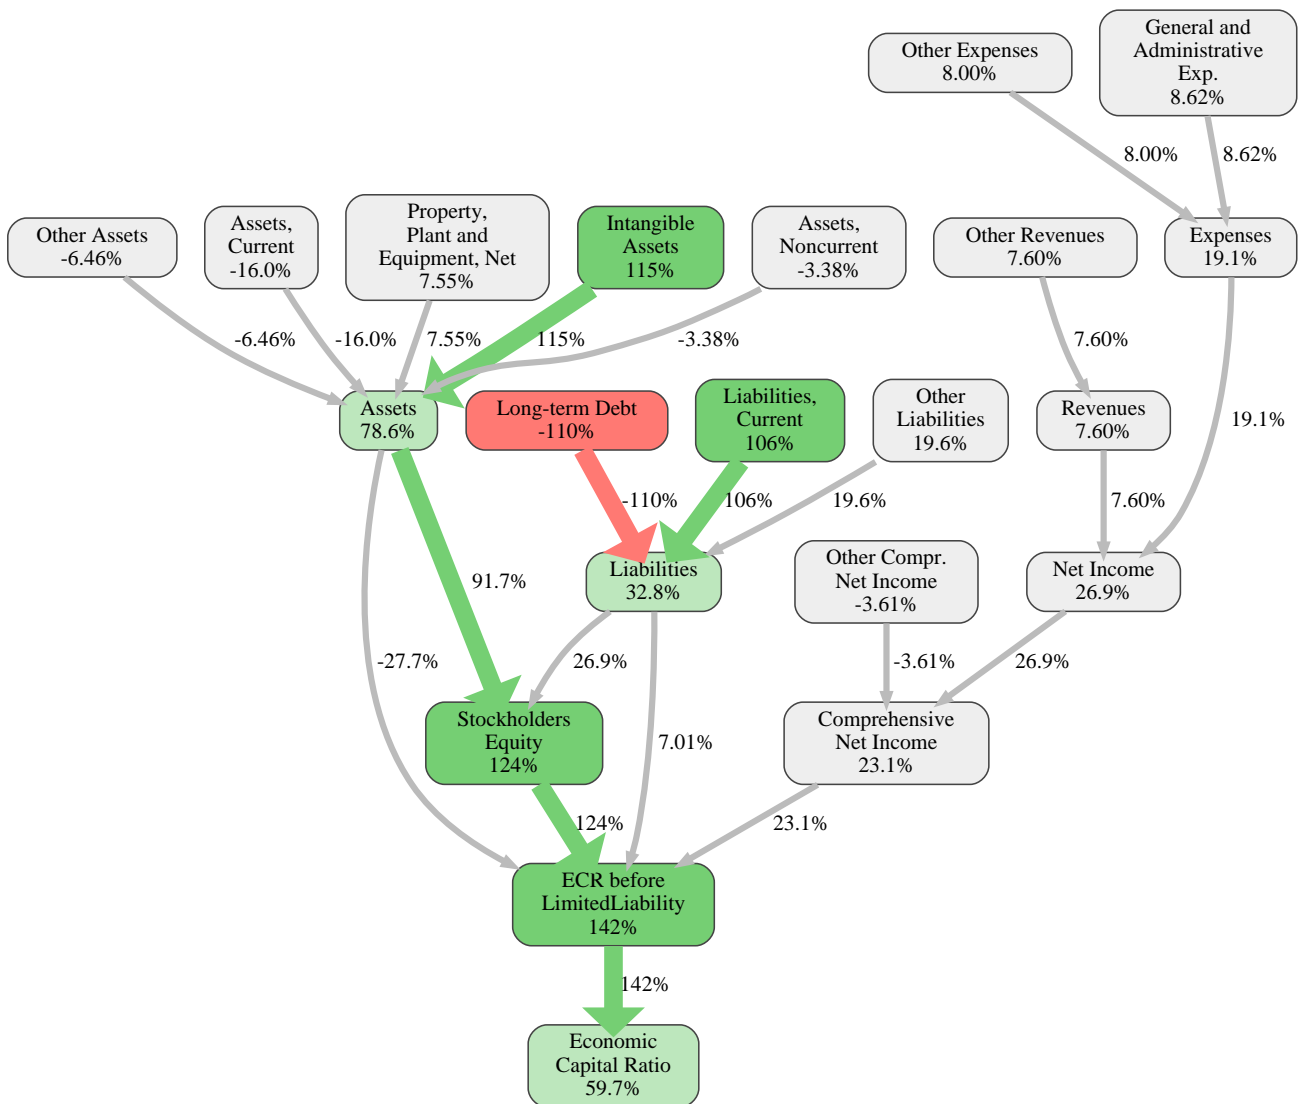 General and
Administrative
Exp.
8.62%
Other Expenses
8.00%
8.00%
8.62%
Other Assets
-6.46%
Assets,
Current
-16.0%
Property,
Plant and
Equipment, Net
7.55%
Intangible
Assets
115%
Assets,
Noncurrent
-3.38%
Other Revenues
7.60%
Expenses
19.1%
-6.46%
-16.0%
7.55%
115%
-3.38%
7.60%
19.1%
Assets
78.6%
Long-term Debt
-110%
Liabilities,
Current
106%
Other
Liabilities
19.6%
Revenues
7.60%
-110%
106%
19.6%
7.60%
91.7%
Liabilities
32.8%
Other Compr.
Net Income
-3.61%
Net Income
26.9%
-27.7%
26.9%
-3.61%
26.9%
7.01%
Stockholders
Equity
124%
Comprehensive
Net Income
23.1%
124%
23.1%
ECR before
LimitedLiability
142%
142%
Economic
Capital Ratio
59.7%